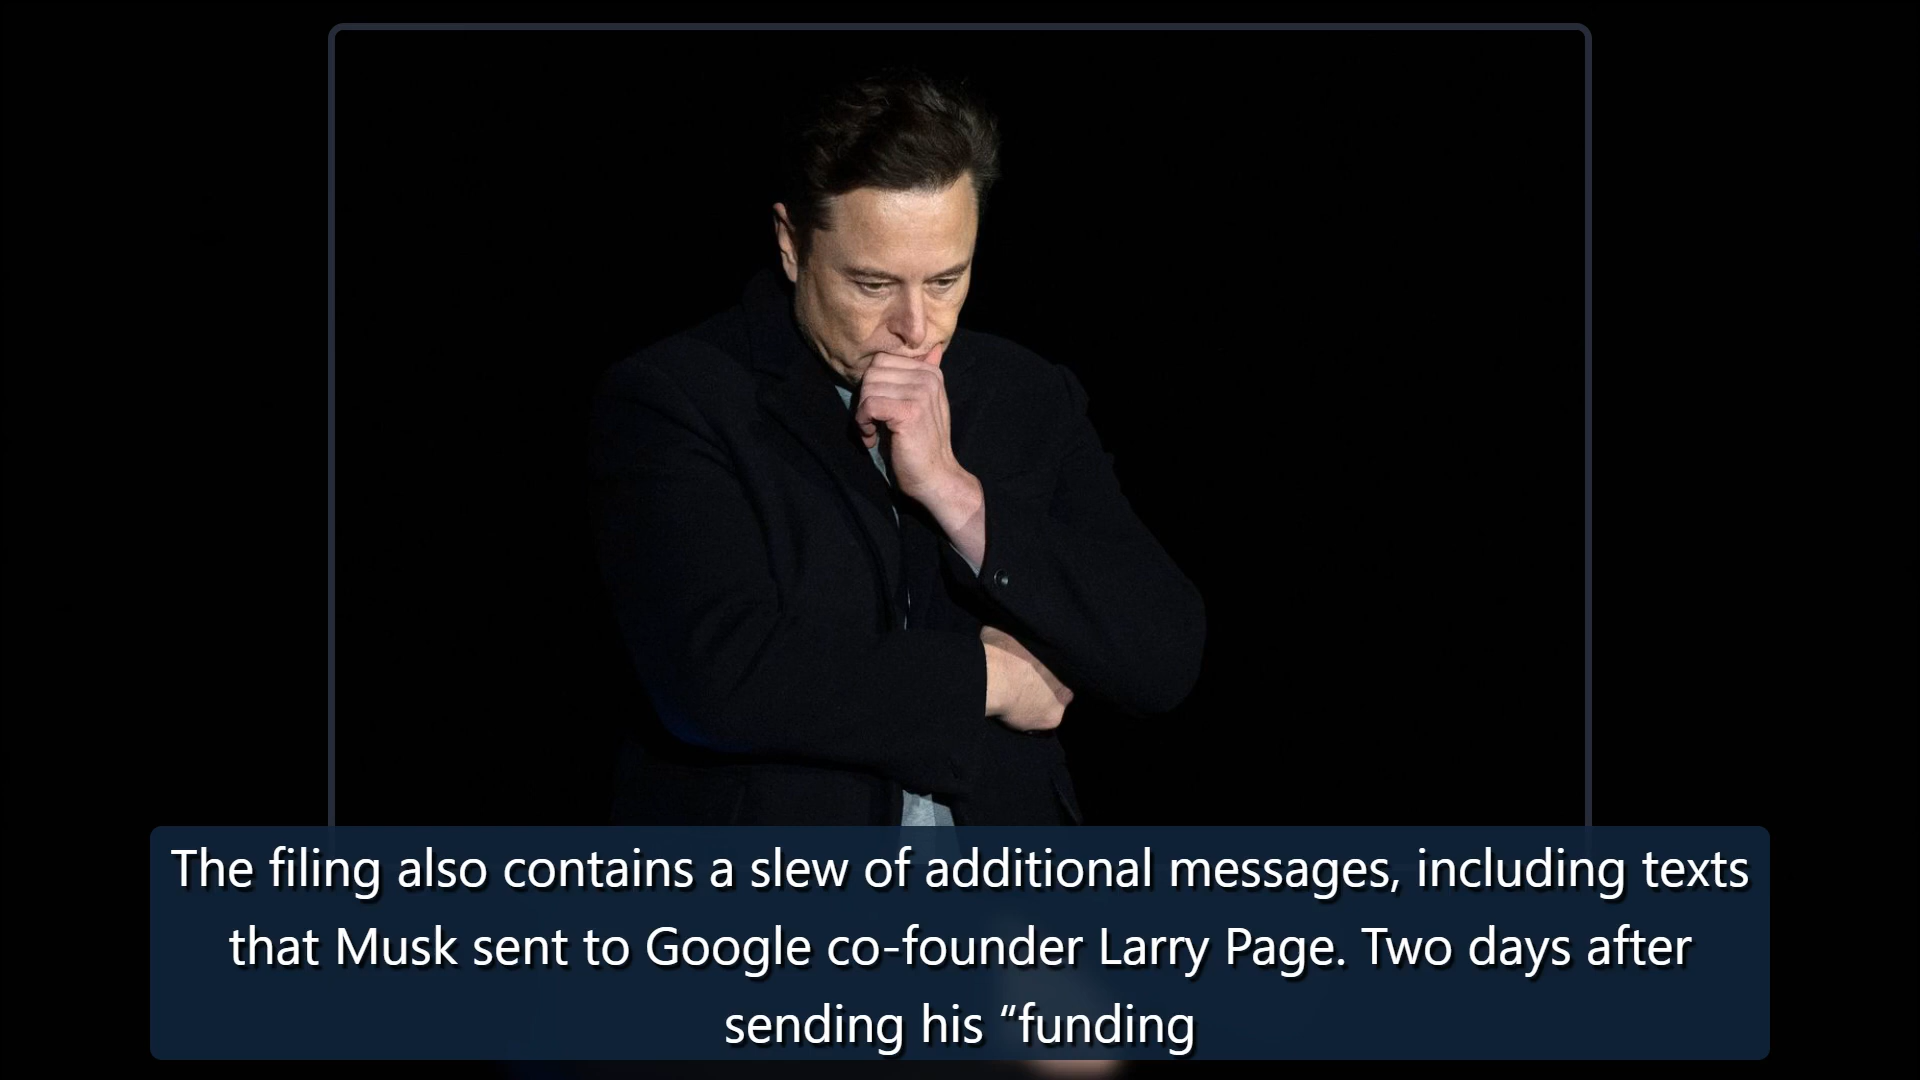 The filing also contains a slew of additional messages, including texts
that Musk sent to Google co-founder Larry Page. Two days after
sending his “funding